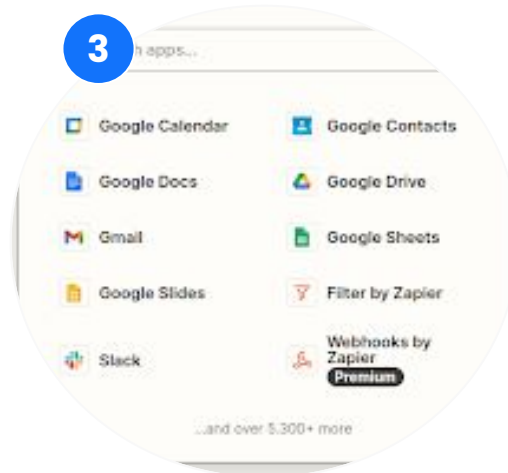 3
h apps...
Google Calendar
Google Contacts
Google Docs
Google Drive
Gmail
Google Sheets
Google Slides
Filter by Zapier
Slack
Webhooks by
Zapier
Premium
...and over 5,300+ more